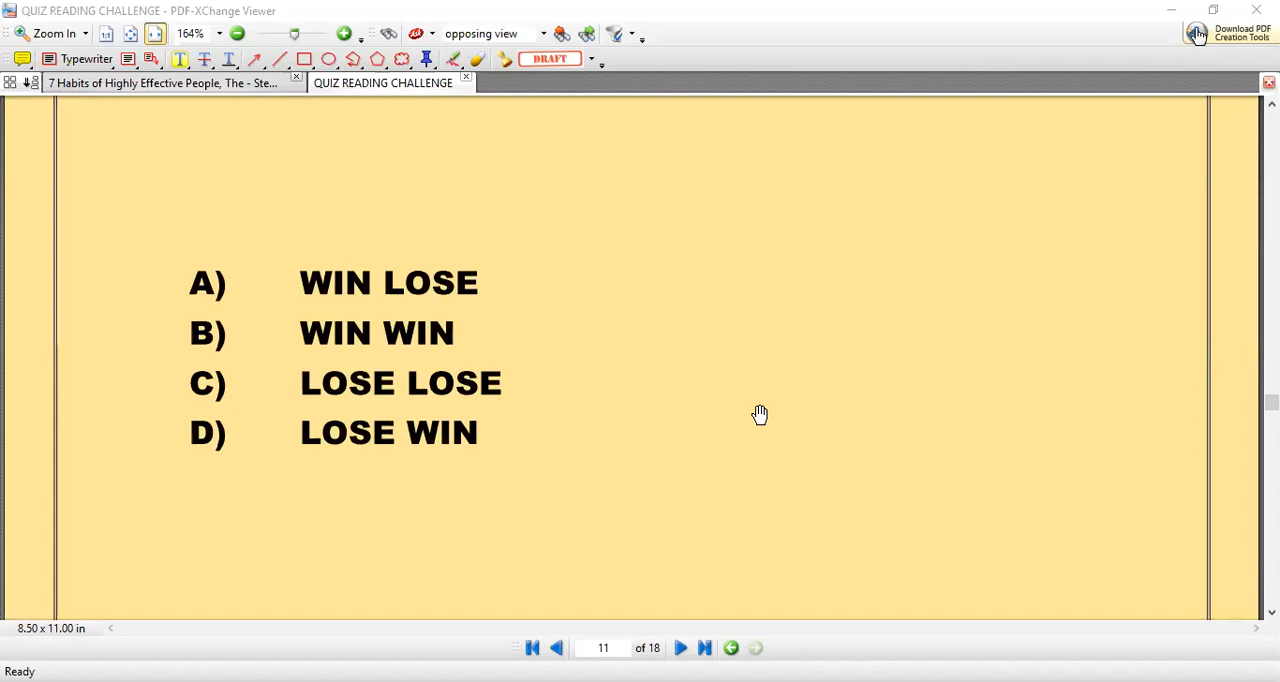 QUIZ READING CHALLENGE - PDF-XChange Viewer
Zoom In 164% opposing view Download PDF Creation Tools
Typewriter DRAFT
7 Habits of Highly Effective People, The - Ste... QUIZ READING CHALLENGE
A) WIN LOSE
B) WIN WIN
C) LOSE LOSE
D) LOSE WIN
8.50 x 11.00 in
11 of 18
Ready